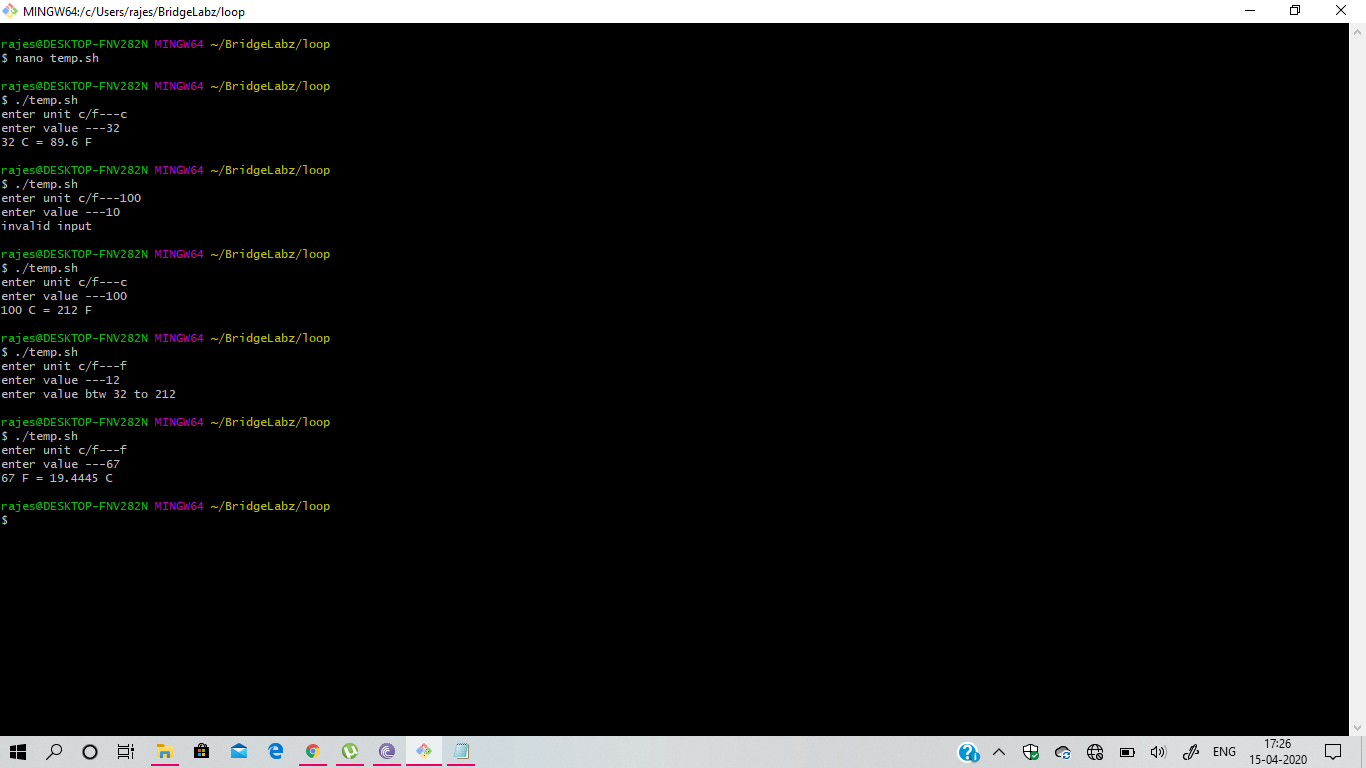 MINGW64:/c/Users/rajes/BridgeLabz/loop
rajes@DESKTOP-FNV282N MINGW64 ~/BridgeLabz/loop
$ nano temp.sh
rajes@DESKTOP-FNV282N MINGW64 ~/BridgeLabz/loop
$ ./temp.sh
enter unit c/f---c
enter value ---32
32 C = 89.6 F
rajes@DESKTOP-FNV282N MINGW64 ~/BridgeLabz/loop
$ ./temp.sh
enter unit c/f---100
enter value ---10
invalid input
rajes@DESKTOP-FNV282N MINGW64 ~/BridgeLabz/loop
$ ./temp.sh
enter unit c/f---c
enter value ---100
100 C = 212 F
rajes@DESKTOP-FNV282N MINGW64 ~/BridgeLabz/loop
$ ./temp.sh
enter unit c/f---f
enter value ---12
enter value btw 32 to 212
rajes@DESKTOP-FNV282N MINGW64 ~/BridgeLabz/loop
$ ./temp.sh
enter unit c/f---f
enter value ---67
67 F = 19.4445 C
rajes@DESKTOP-FNV282N MINGW64 ~/BridgeLabz/loop
$
ENG
17:26
15-04-2020